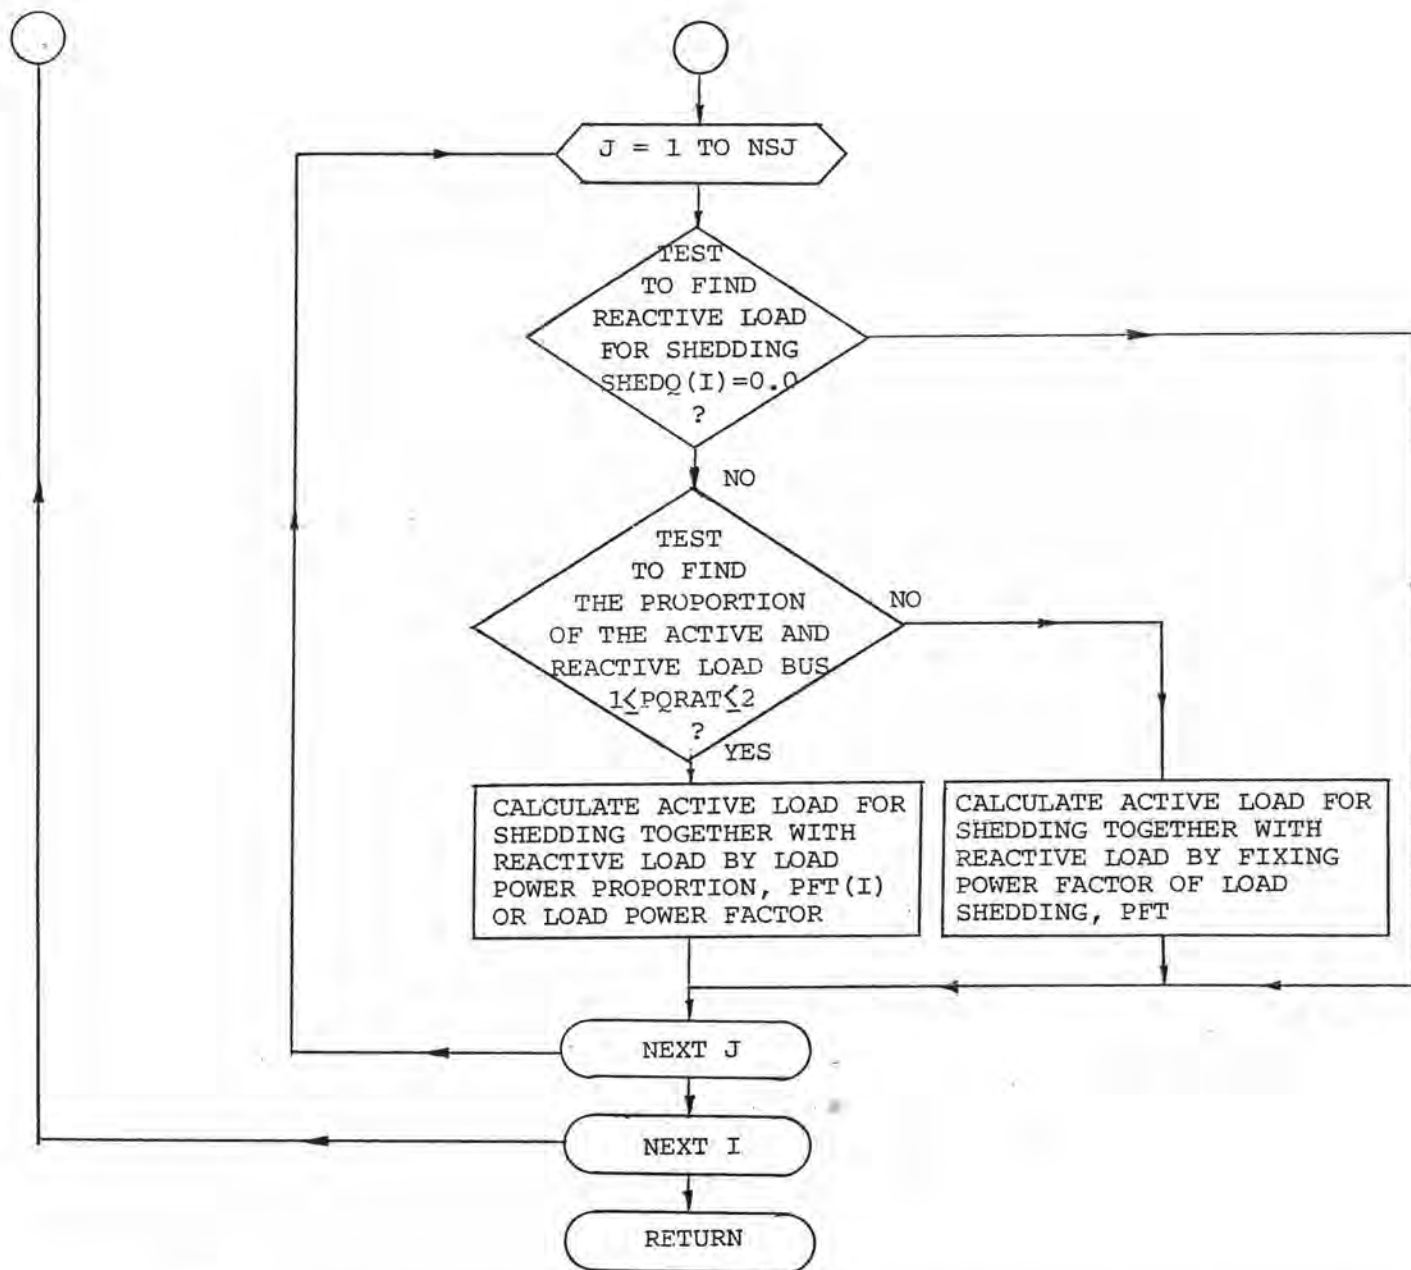 J = 1 TO NSJ
TEST
TO FIND
REACTIVE LOAD
FOR SHEDDING
SHEDQ(I)=0.0
?
NO
TEST
TO FIND
THE PROPORTION
OF THE ACTIVE AND
REACTIVE LOAD BUS
1≤PQRAT≤2
?
NO
YES
CALCULATE ACTIVE LOAD FOR
SHEDDING TOGETHER WITH
REACTIVE LOAD BY LOAD
POWER PROPORTION, PFT(I)
OR LOAD POWER FACTOR
CALCULATE ACTIVE LOAD FOR
SHEDDING TOGETHER WITH
REACTIVE LOAD BY FIXING
POWER FACTOR OF LOAD
SHEDDING, PFT
NEXT J
NEXT I
RETURN